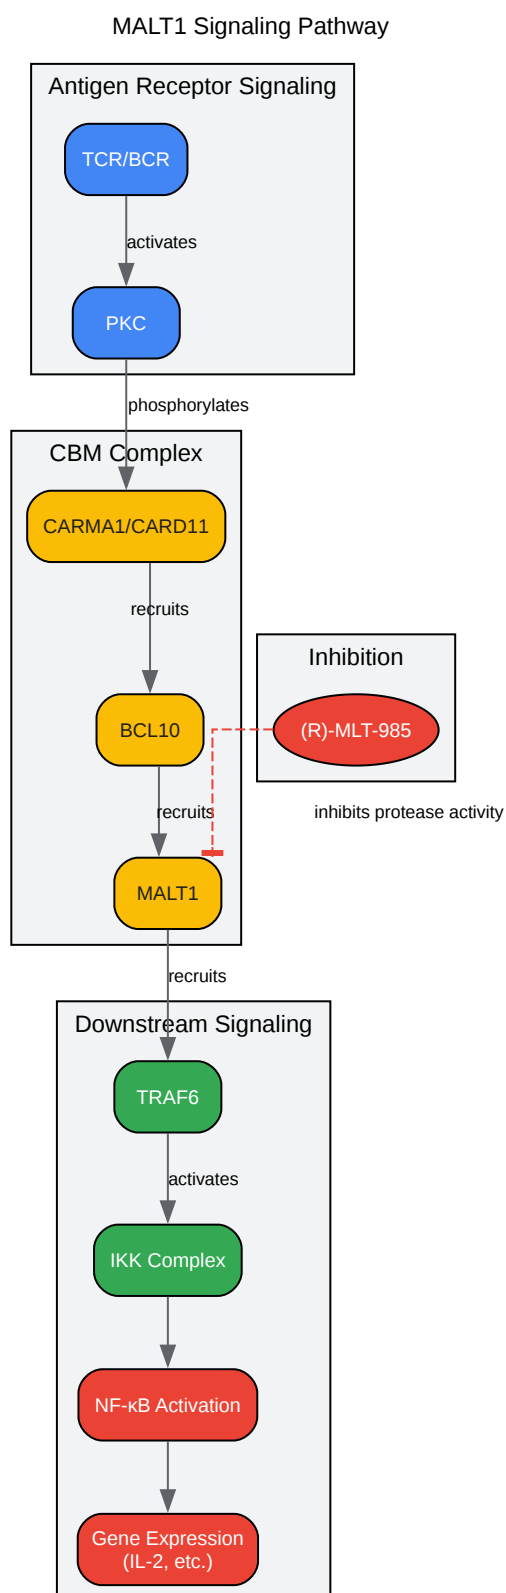 MALT1 Signaling Pathway
Antigen Receptor Signaling
TCR/BCR
activates
PKC
phosphorylates
CBM Complex
CARMA1/CARD11
recruits
Inhibition
BCL10
(R)-MLT-985
recruits
inhibits protease activity
MALT1
recruits
Downstream Signaling
TRAF6
activates
IKK Complex
NF-κB Activation
Gene Expression
(IL-2, etc.)